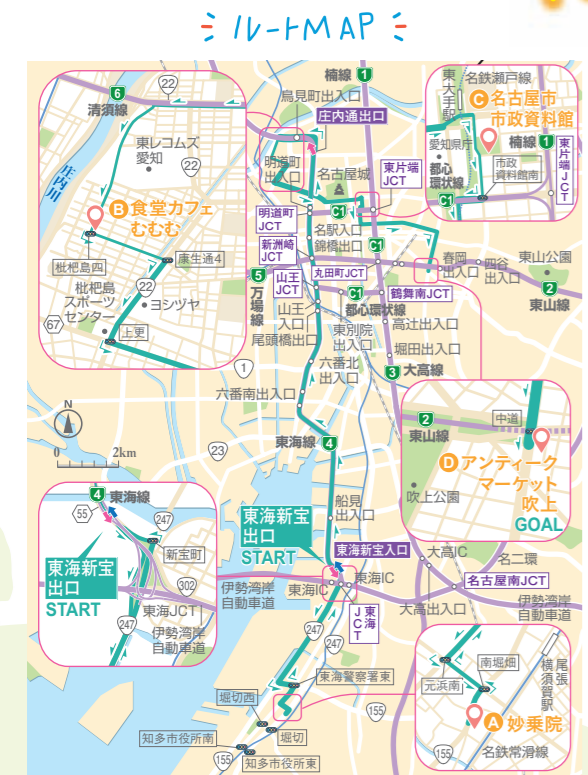 ルートMAP
楠線 1
鳥見町出入口
庄内通出口
明道町
出入口
名古屋城
東片端
JCT
C1
明道町
JCT
名駅入口
錦橋出口
C1
新洲崎
JCT
丸田町JCT
春岡
出入口
四谷
出入口
東山公園
2
東山線
5
万場線
山王
JCT
C1
鶴舞南JCT
都心環状線
山王
入口
尾頭橋出口
東別院
出入口
高辻出入口
堀田出入口
3 大高線
六番北
出入口
1
六番南出入口
N
0 2km
23
東海線
4
船見
出入口
東海新宝
出口
START
東海新宝入口
大高IC
名二環
伊勢湾岸
自動車道
東海IC
東海IC
名古屋南JCT
東海
JCT
大高出入口
伊勢湾岸
自動車道
247
247
東海警察署東
155
堀切西
堀切
知多市役所南
155
知多市役所東
6
清須線
22
東レコムズ
愛知
22
庄内川
B 食堂カフェ
むむむ
枇杷島四
庚生通4
枇杷島
スポーツ
センター
22
ヨシヅヤ
67
上更
東大手駅
名鉄瀬戸線
C 名古屋市
市政資料館
愛知県庁
楠線 1
都心
環状線
市政
資料館南
東片端JCT
C1
2
東山線
中道
D アンティーク
マーケット
吹上
GOAL
吹上公園
4
東海線
55
247
新宝町
東海新宝
出口
START
302
東海JCT
247
伊勢湾岸
自動車道
南堀畑
元浜南
尾張
横須賀駅
A 妙乗院
155
名鉄常滑線